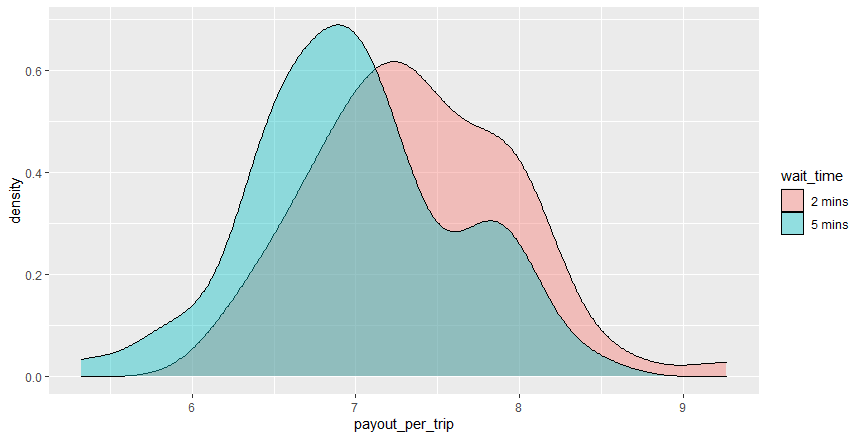 density
0.6
0.4
0.2
0.0
6 7 8 9
payout_per_trip
wait_time
2 mins
5 mins